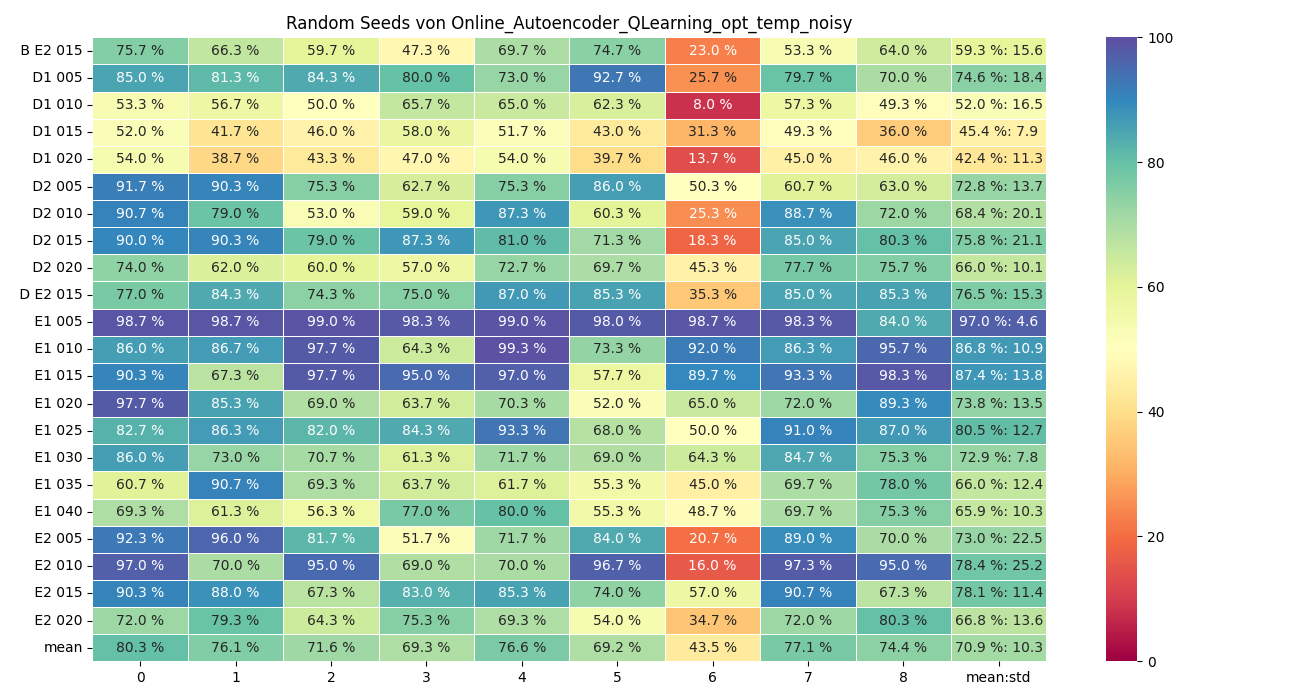 Random Seeds von Online_Autoencoder_QLearning_opt_temp_noisy
B E2 015 75.7 % 66.3 % 59.7 % 47.3 % 69.7 % 74.7 % 23.0 % 53.3 % 64.0 % 59.3 %: 15.6
D1 005 85.0 % 81.3 % 84.3 % 80.0 % 73.0 % 92.7 % 25.7 % 79.7 % 70.0 % 74.6 %: 18.4
D1 010 53.3 % 56.7 % 50.0 % 65.7 % 65.0 % 62.3 % 8.0 % 57.3 % 49.3 % 52.0 %: 16.5
D1 015 52.0 % 41.7 % 46.0 % 58.0 % 51.7 % 43.0 % 31.3 % 49.3 % 36.0 % 45.4 %: 7.9
D1 020 54.0 % 38.7 % 43.3 % 47.0 % 54.0 % 39.7 % 13.7 % 45.0 % 46.0 % 42.4 %: 11.3
D2 005 91.7 % 90.3 % 75.3 % 62.7 % 75.3 % 86.0 % 50.3 % 60.7 % 63.0 % 72.8 %: 13.7
D2 010 90.7 % 79.0 % 53.0 % 59.0 % 87.3 % 60.3 % 25.3 % 88.7 % 72.0 % 68.4 %: 20.1
D2 015 90.0 % 90.3 % 79.0 % 87.3 % 81.0 % 71.3 % 18.3 % 85.0 % 80.3 % 75.8 %: 21.1
D2 020 74.0 % 62.0 % 60.0 % 57.0 % 72.7 % 69.7 % 45.3 % 77.7 % 75.7 % 66.0 %: 10.1
D E2 015 77.0 % 84.3 % 74.3 % 75.0 % 87.0 % 85.3 % 35.3 % 85.0 % 85.3 % 76.5 %: 15.3
E1 005 98.7 % 98.7 % 99.0 % 98.3 % 99.0 % 98.0 % 98.7 % 98.3 % 84.0 % 97.0 %: 4.6
E1 010 86.0 % 86.7 % 97.7 % 64.3 % 99.3 % 73.3 % 92.0 % 86.3 % 95.7 % 86.8 %: 10.9
E1 015 90.3 % 67.3 % 97.7 % 95.0 % 97.0 % 57.7 % 89.7 % 93.3 % 98.3 % 87.4 %: 13.8
E1 020 97.7 % 85.3 % 69.0 % 63.7 % 70.3 % 52.0 % 65.0 % 72.0 % 89.3 % 73.8 %: 13.5
E1 025 82.7 % 86.3 % 82.0 % 84.3 % 93.3 % 68.0 % 50.0 % 91.0 % 87.0 % 80.5 %: 12.7
E1 030 86.0 % 73.0 % 70.7 % 61.3 % 71.7 % 69.0 % 64.3 % 84.7 % 75.3 % 72.9 %: 7.8
E1 035 60.7 % 90.7 % 69.3 % 63.7 % 61.7 % 55.3 % 45.0 % 69.7 % 78.0 % 66.0 %: 12.4
E1 040 69.3 % 61.3 % 56.3 % 77.0 % 80.0 % 55.3 % 48.7 % 69.7 % 75.3 % 65.9 %: 10.3
E2 005 92.3 % 96.0 % 81.7 % 51.7 % 71.7 % 84.0 % 20.7 % 89.0 % 70.0 % 73.0 %: 22.5
E2 010 97.0 % 70.0 % 95.0 % 69.0 % 70.0 % 96.7 % 16.0 % 97.3 % 95.0 % 78.4 %: 25.2
E2 015 90.3 % 88.0 % 67.3 % 83.0 % 85.3 % 74.0 % 57.0 % 90.7 % 67.3 % 78.1 %: 11.4
E2 020 72.0 % 79.3 % 64.3 % 75.3 % 69.3 % 54.0 % 34.7 % 72.0 % 80.3 % 66.8 %: 13.6
mean 80.3 % 76.1 % 71.6 % 69.3 % 76.6 % 69.2 % 43.5 % 77.1 % 74.4 % 70.9 %: 10.3
0 1 2 3 4 5 6 7 8 mean:std
100
80
60
40
20
0